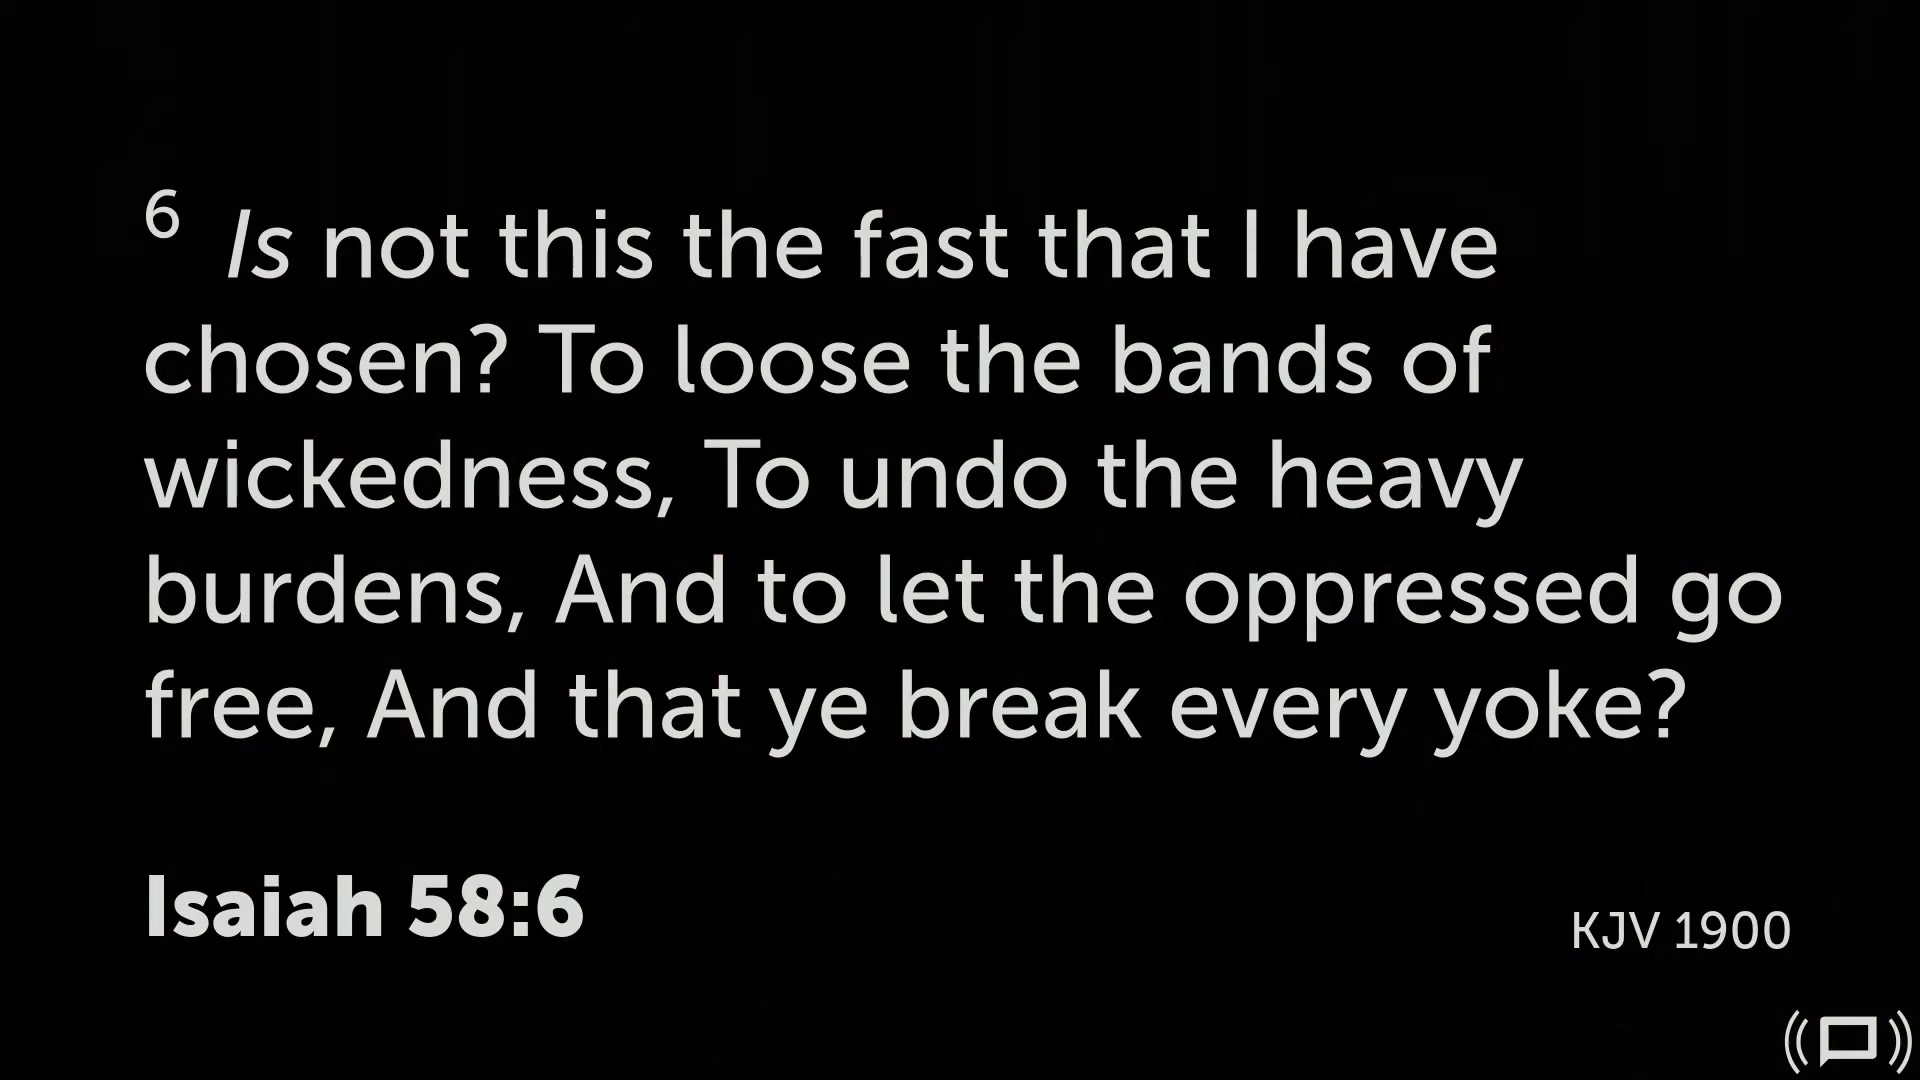 6 Is not this the fast that I have
chosen? To loose the bands of
wickedness, To undo the heavy
burdens, And to let the oppressed go
free, And that ye break every yoke?
Isaiah 58:6
KJV 1900